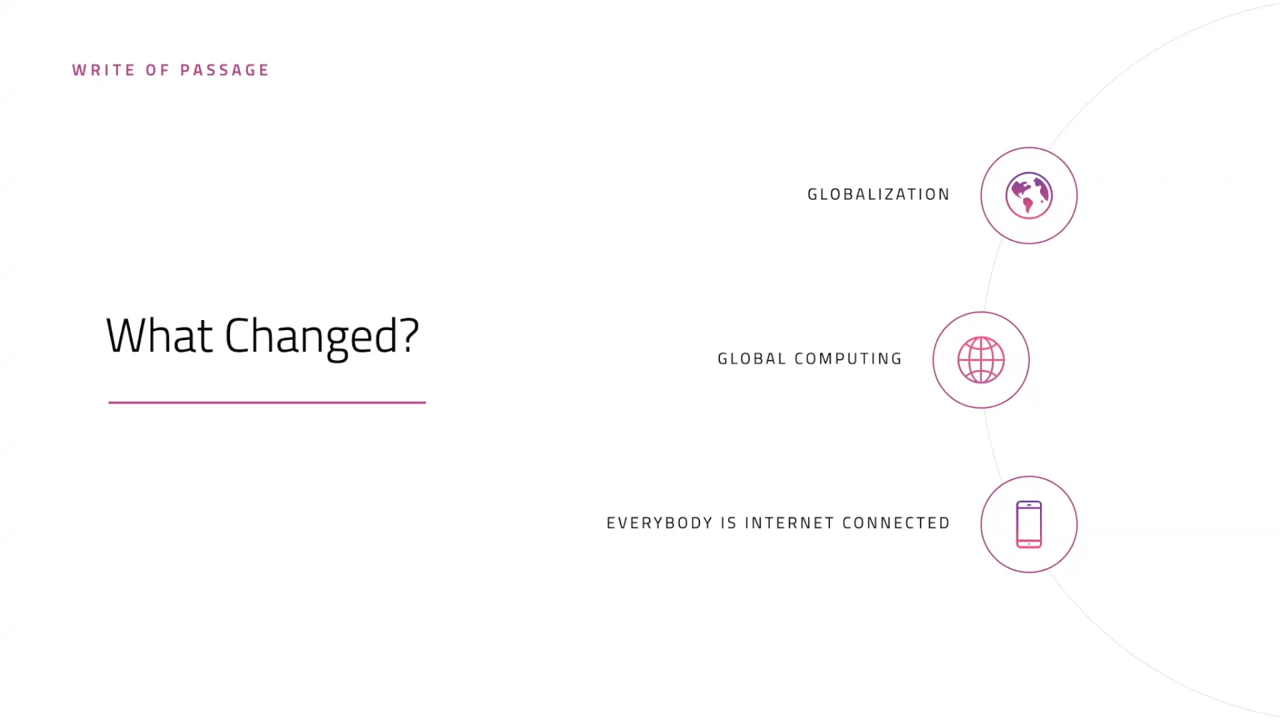 WRITE OF PASSAGE
What Changed?
GLOBALIZATION
GLOBAL COMPUTING
EVERYBODY IS INTERNET CONNECTED